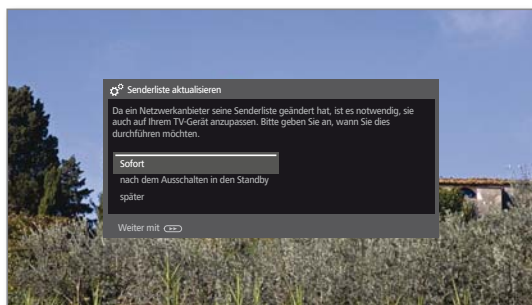 Senderliste aktualisieren
Da ein Netzwerkanbieter seine Senderliste geändert hat, ist es notwendig, sie
auch auf Ihrem TV-Gerät anzupassen. Bitte geben Sie an, wann Sie dies
durchführen möchten.
Sofort
nach dem Ausschalten in den Standby
später
Weiter mit